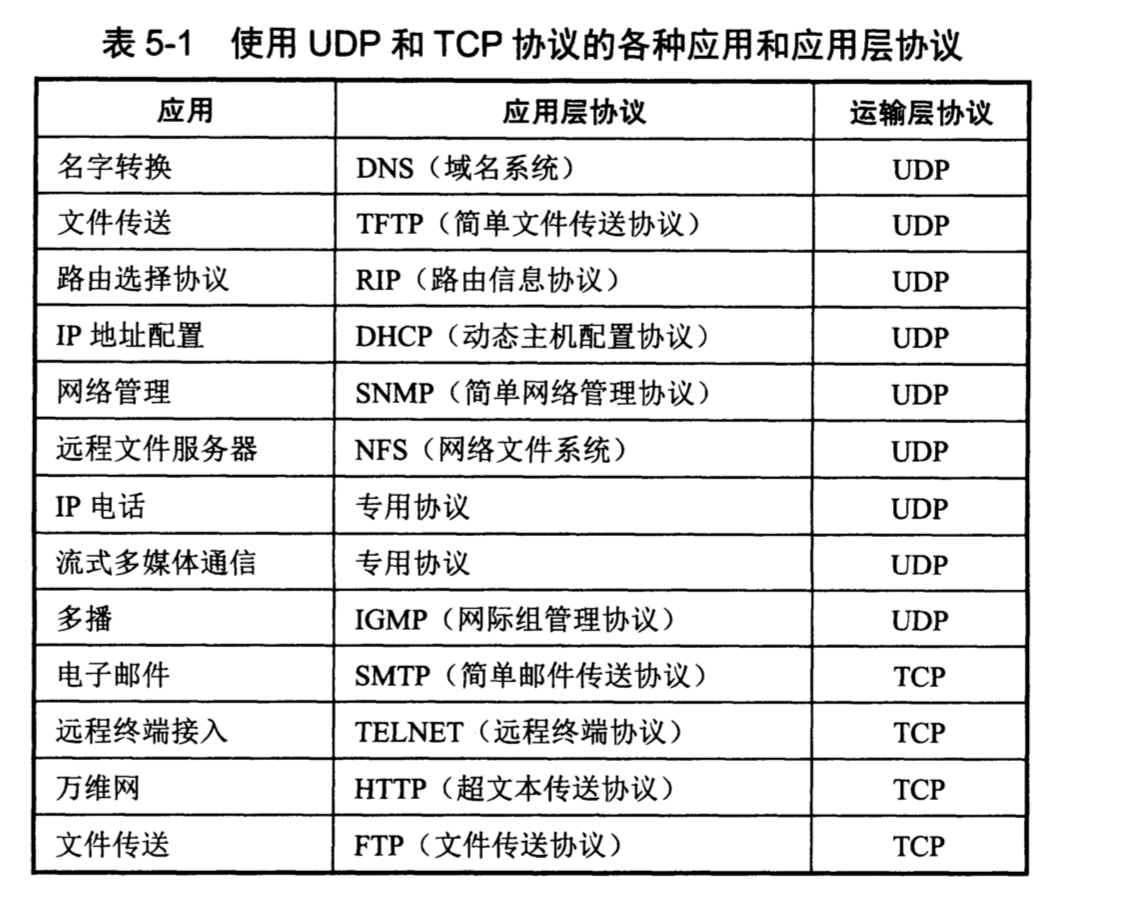 表 5-1 使用 UDP 和 TCP 协议的各种应用和应用层协议
应用 应用层协议 运输层协议
名字转换 DNS（域名系统） UDP
文件传送 TFTP（简单文件传送协议） UDP
路由选择协议 RIP（路由信息协议） UDP
IP 地址配置 DHCP（动态主机配置协议） UDP
网络管理 SNMP（简单网络管理协议） UDP
远程文件服务器 NFS（网络文件系统） UDP
IP 电话 专用协议 UDP
流式多媒体通信 专用协议 UDP
多播 IGMP（网际组管理协议） UDP
电子邮件 SMTP（简单邮件传送协议） TCP
远程终端接入 TELNET（远程终端协议） TCP
万维网 HTTP（超文本传送协议） TCP
文件传送 FTP（文件传送协议） TCP